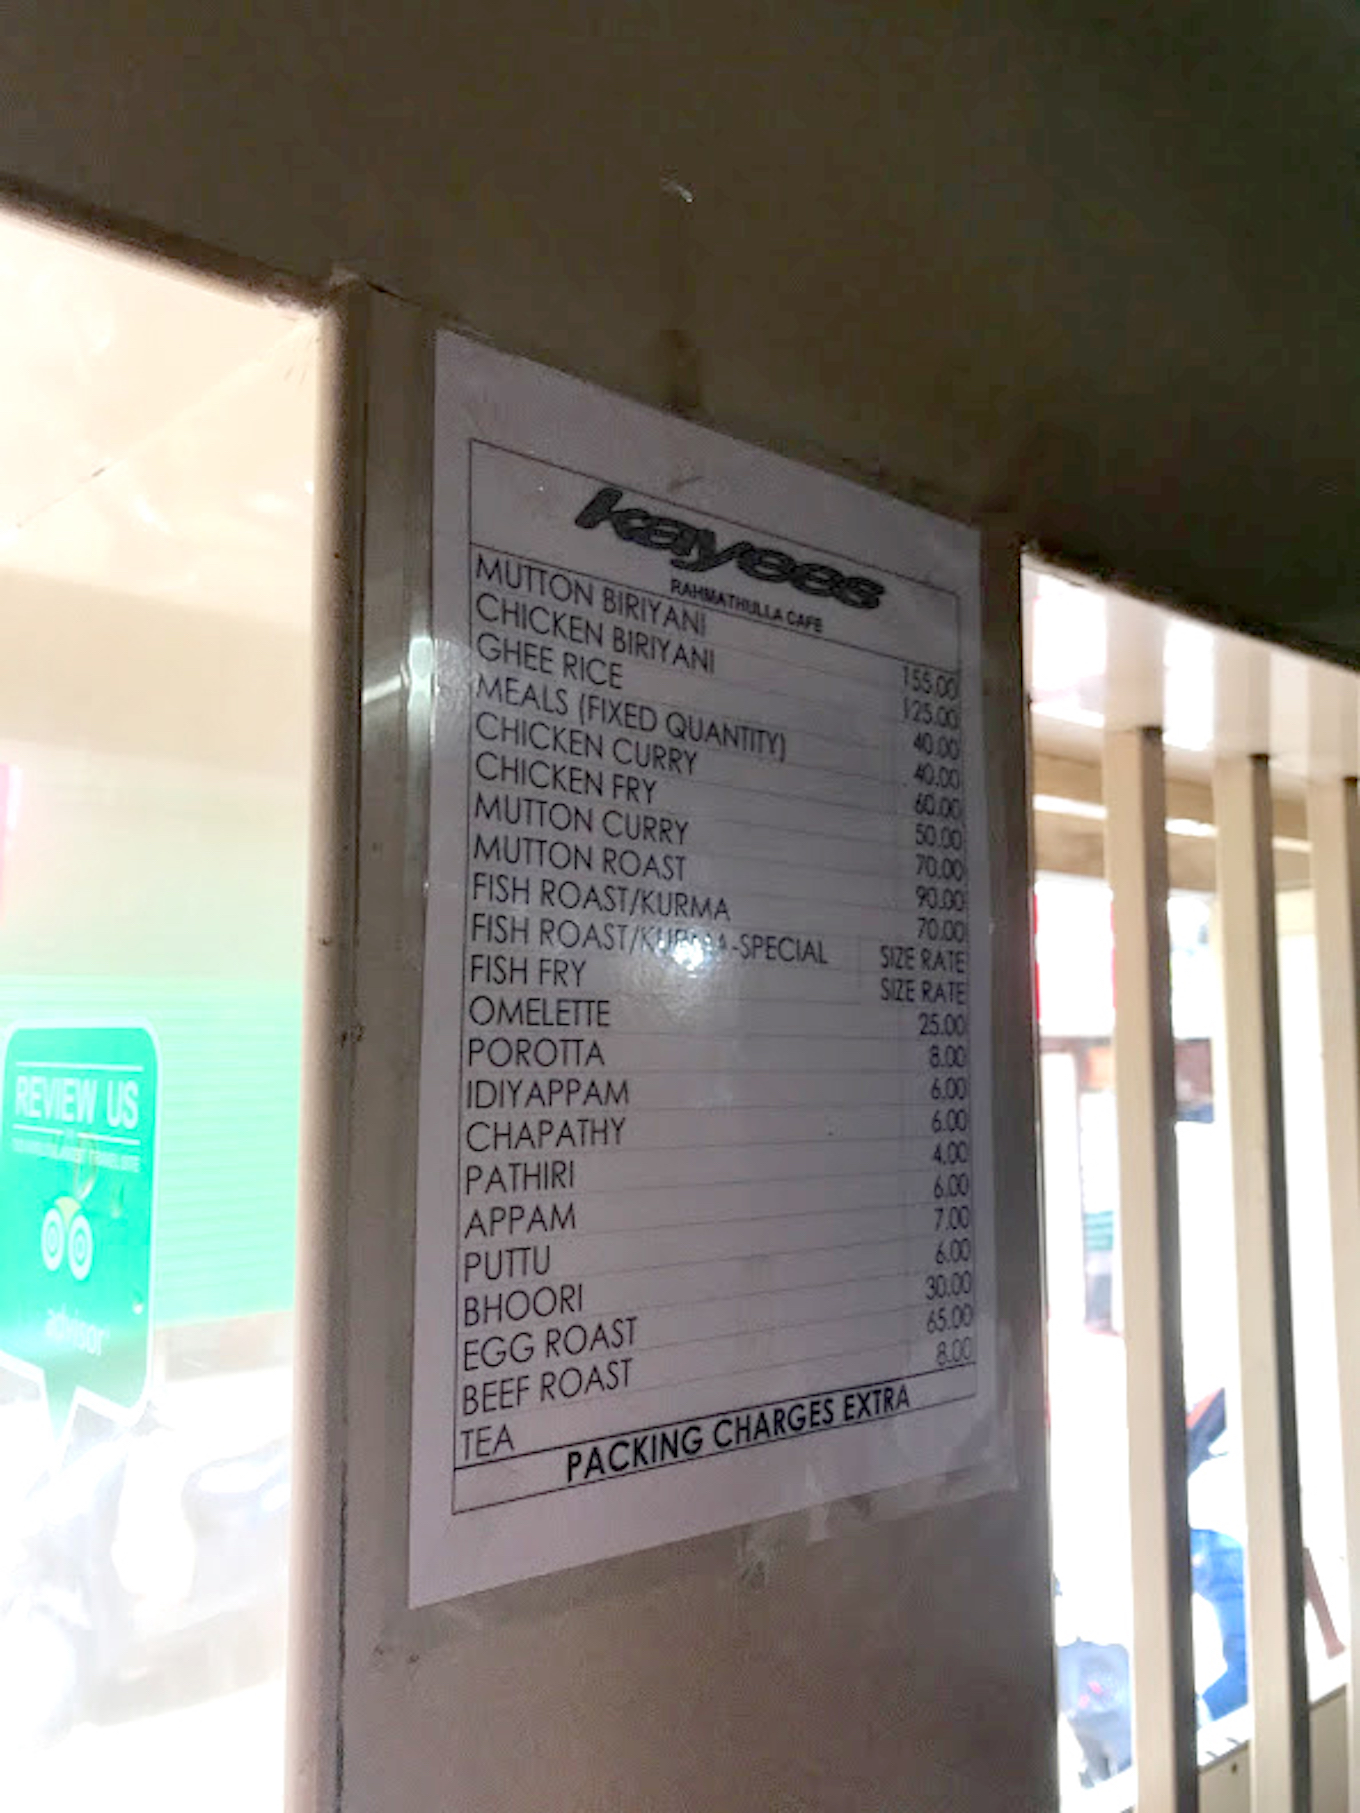 kayees
RAHMATHULLA CAFE
MUTTON BIRIYANI 155.00
CHICKEN BIRIYANI 125.00
GHEE RICE 40.00
MEALS (FIXED QUANTITY) 40.00
CHICKEN CURRY 60.00
CHICKEN FRY 50.00
MUTTON CURRY 70.00
MUTTON ROAST 90.00
FISH ROAST/KURMA 70.00
FISH ROAST/KURMA-SPECIAL SIZE RATE
FISH FRY SIZE RATE
OMELETTE 25.00
POROTTA 8.00
IDIYAPPAM 6.00
CHAPATHY 6.00
PATHIRI 4.00
APPAM 6.00
PUTTU 7.00
BHOORI 6.00
EGG ROAST 30.00
BEEF ROAST 65.00
TEA 8.00
PACKING CHARGES EXTRA
REVIEW US
advisor